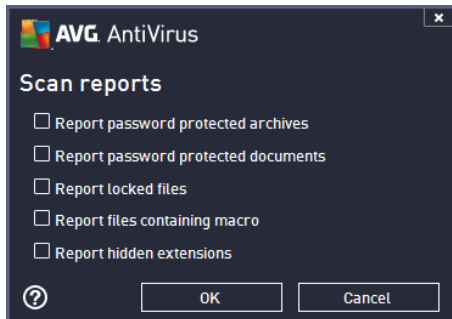 AVG. AntiVirus
Scan reports
Report password protected archives
Report password protected documents
Report locked files
Report files containing macro
Report hidden extensions
?
OK Cancel